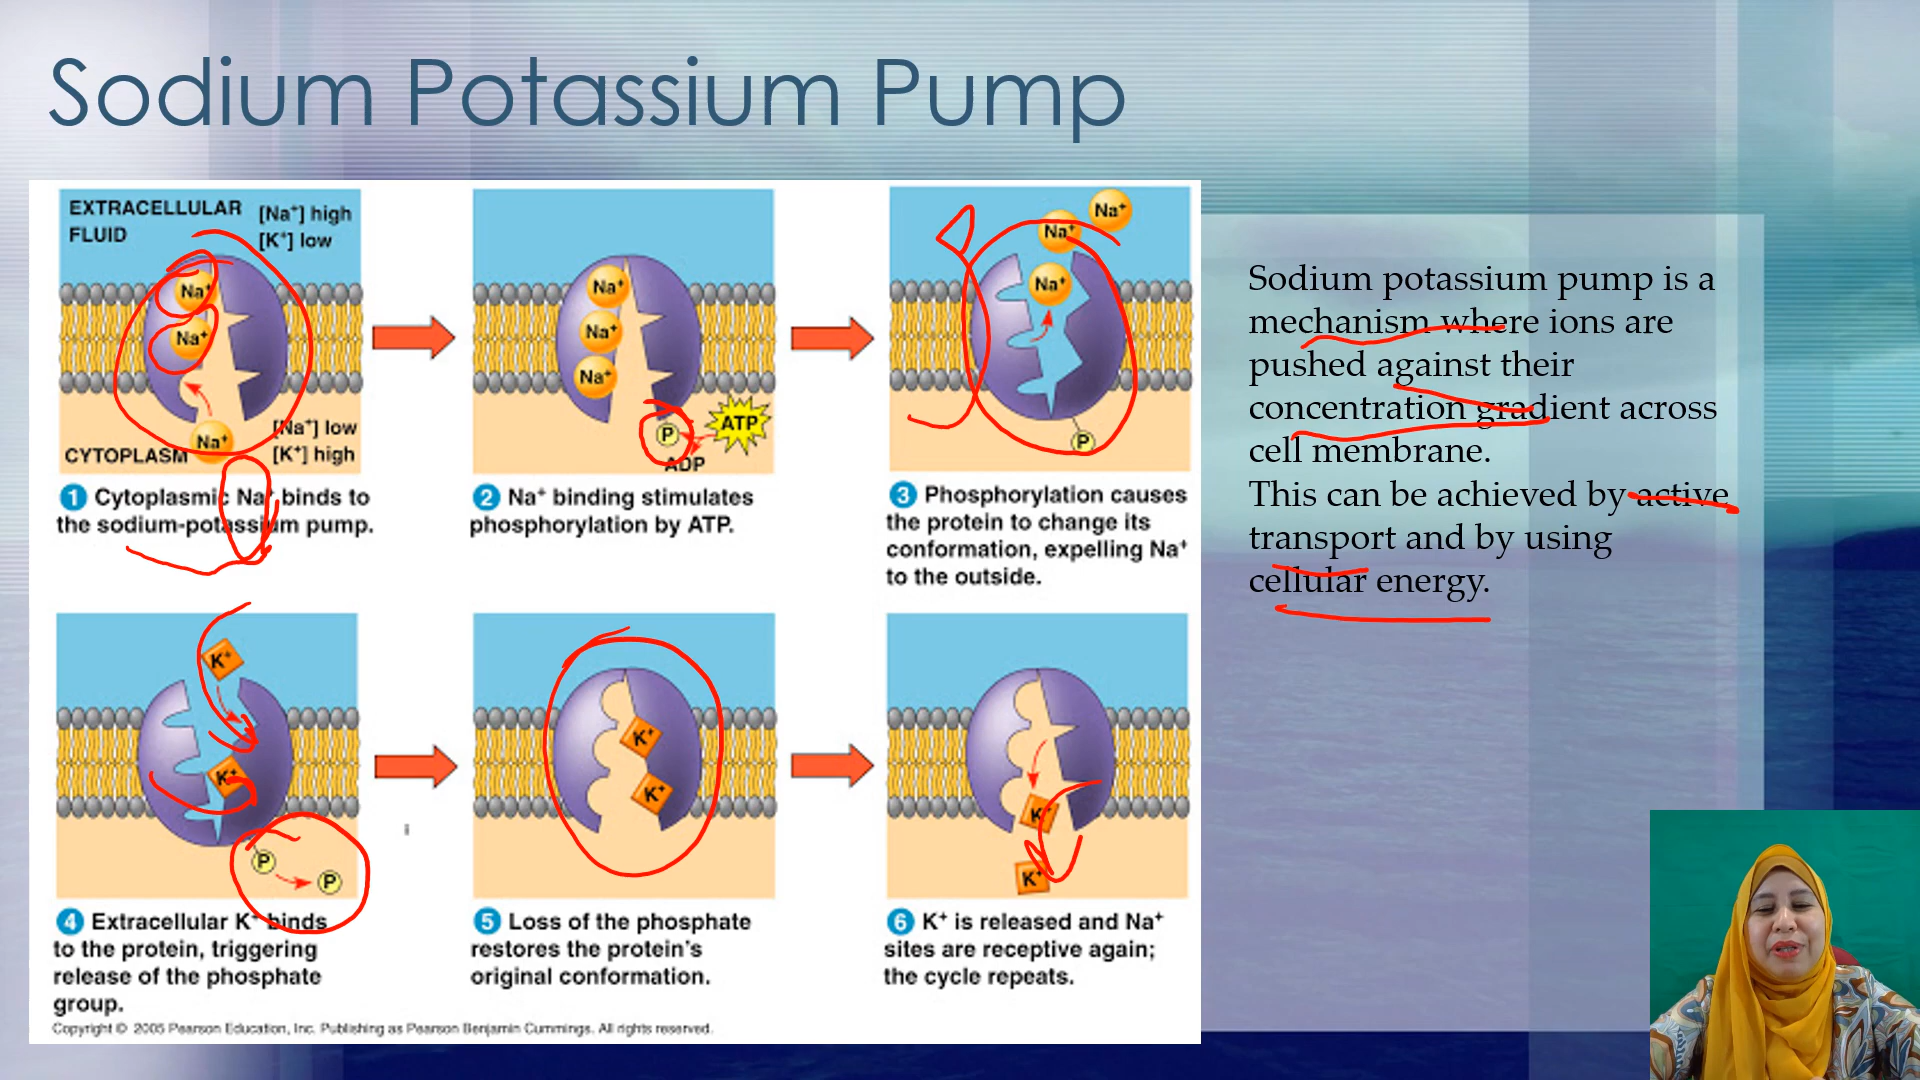 Sodium Potassium Pump
EXTRACELLULAR
FLUID
[Na⁺] high
[K⁺] low
Na⁺
Na⁺
Na⁺
[Na⁺] low
[K⁺] high
CYTOPLASM
1 Cytoplasmic Na⁺ binds to
the sodium-potassium pump.
Na⁺
Na⁺
Na⁺
P
ATP
ADP
2 Na⁺ binding stimulates
phosphorylation by ATP.
Na⁺
Na⁺
Na⁺
P
3 Phosphorylation causes
the protein to change its
conformation, expelling Na⁺
to the outside.
K⁺
K⁺
P
P
4 Extracellular K⁺ binds
to the protein, triggering
release of the phosphate
group.
K⁺
K⁺
5 Loss of the phosphate
restores the protein's
original conformation.
K⁺
K⁺
6 K⁺ is released and Na⁺
sites are receptive again;
the cycle repeats.
Copyright © 2005 Pearson Education, Inc. Publishing as Pearson Benjamin Cummings. All rights reserved.
Sodium potassium pump is a
mechanism where ions are
pushed against their
concentration gradient across
cell membrane.
This can be achieved by active
transport and by using
cellular energy.